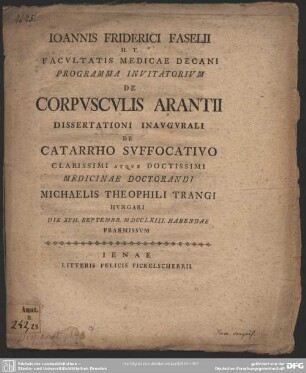 IOANNIS FRIDERICI FASELII
H. T.
FACVLTATIS MEDICAE DECANI
PROGRAMMA INVITATORIVM
DE
CORPVSCVLIS ARANTII
DISSERTATIONI INAVGVRALI
DE
CATARRHO SVFFOCATIVO
CLARISSIMI ATQVE DOCTISSIMI
MEDICINAE DOCTORANDI
MICHAELIS THEOPHILI TRANGI
HVNGARI
DIE XVII. SEPTEMBR. MDCCLXIII. HABENDAE
PRAEMISSVM
IENAE
LITTERIS FELICIS FICKELSCHERRII.